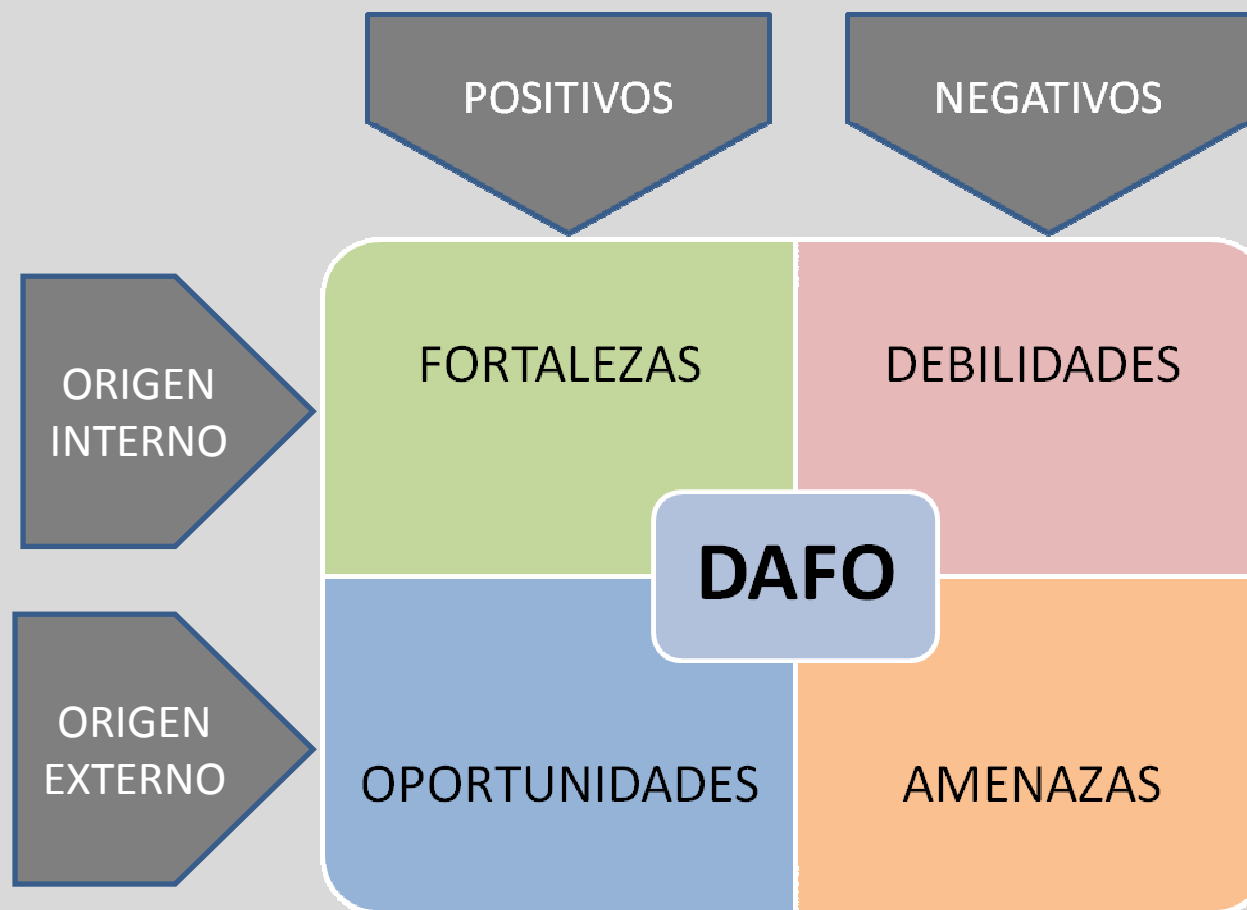 POSITIVOS
NEGATIVOS
ORIGEN
INTERNO
FORTALEZAS
DEBILIDADES
DAFO
ORIGEN
EXTERNO
OPORTUNIDADES
AMENAZAS